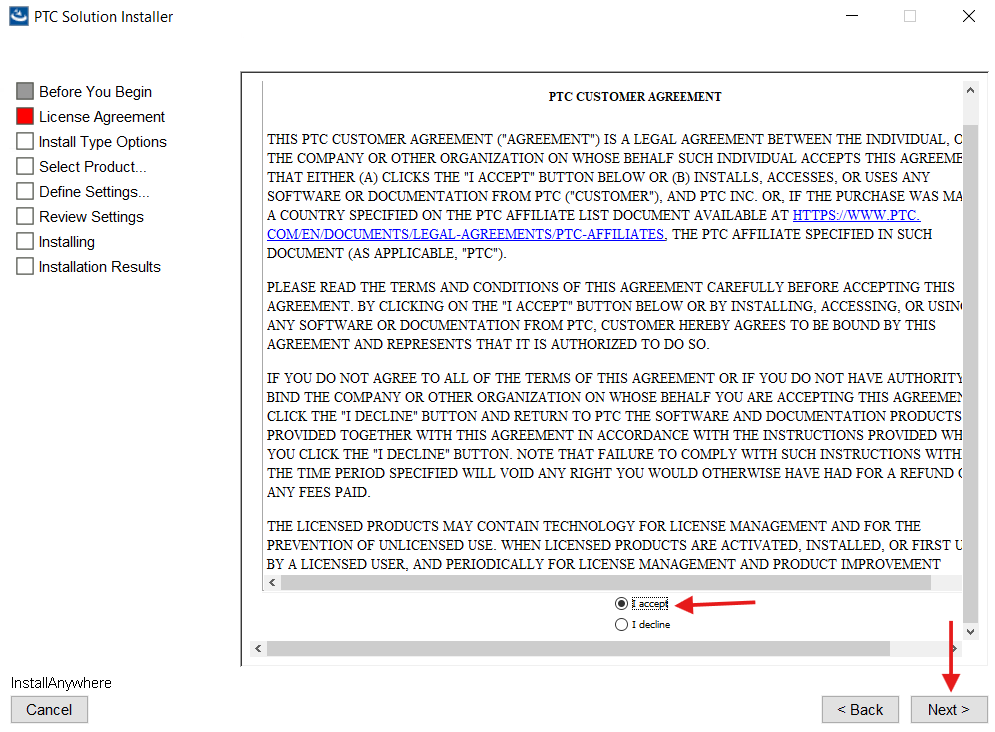 PTC Solution Installer
Before You Begin
License Agreement
Install Type Options
Select Product...
Define Settings...
Review Settings
Installing
Installation Results
PTC CUSTOMER AGREEMENT
THIS PTC CUSTOMER AGREEMENT ("AGREEMENT") IS A LEGAL AGREEMENT BETWEEN THE INDIVIDUAL,
THE COMPANY OR OTHER ORGANIZATION ON WHOSE BEHALF SUCH INDIVIDUAL ACCEPTS THIS AGREEME
THAT EITHER (A) CLICKS THE "I ACCEPT" BUTTON BELOW OR (B) INSTALLS, ACCESSES, OR USES ANY
SOFTWARE OR DOCUMENTATION FROM PTC ("CUSTOMER"), AND PTC INC. OR, IF THE PURCHASE WAS MA
A COUNTRY SPECIFIED ON THE PTC AFFILIATE LIST DOCUMENT AVAILABLE AT HTTPS://WWW.PTC.
COM/EN/DOCUMENTS/LEGAL-AGREEMENTS/PTC-AFFILIATES. THE PTC AFFILIATE SPECIFIED IN SUCH
DOCUMENT (AS APPLICABLE, "PTC").
PLEASE READ THE TERMS AND CONDITIONS OF THIS AGREEMENT CAREFULLY BEFORE ACCEPTING THIS
AGREEMENT. BY CLICKING ON THE "I ACCEPT" BUTTON BELOW OR BY INSTALLING, ACCESSING, OR USING
ANY SOFTWARE OR DOCUMENTATION FROM PTC, CUSTOMER HEREBY AGREES TO BE BOUND BY THIS
AGREEMENT AND REPRESENTS THAT IT IS AUTHORIZED TO DO SO.
IF YOU DO NOT AGREE TO ALL OF THE TERMS OF THIS AGREEMENT OR IF YOU DO NOT HAVE AUTHORITY
BIND THE COMPANY OR OTHER ORGANIZATION ON WHOSE BEHALF YOU ARE ACCEPTING THIS AGREEMEN
CLICK THE "I DECLINE" BUTTON AND RETURN TO PTC THE SOFTWARE AND DOCUMENTATION PRODUCTS
PROVIDED TOGETHER WITH THIS AGREEMENT IN ACCORDANCE WITH THE INSTRUCTIONS PROVIDED WH
YOU CLICK THE "I DECLINE" BUTTON. NOTE THAT FAILURE TO COMPLY WITH SUCH INSTRUCTIONS WITH
THE TIME PERIOD SPECIFIED WILL VOID ANY RIGHT YOU WOULD OTHERWISE HAVE HAD FOR A REFUND
ANY FEES PAID.
THE LICENSED PRODUCTS MAY CONTAIN TECHNOLOGY FOR LICENSE MANAGEMENT AND FOR THE
PREVENTION OF UNLICENSED USE. WHEN LICENSED PRODUCTS ARE ACTIVATED, INSTALLED, OR FIRST U
BY A LICENSED USER, AND PERIODICALLY FOR LICENSE MANAGEMENT AND PRODUCT IMPROVEMENT
I accept
I decline
InstallAnywhere
Cancel
< Back
Next >